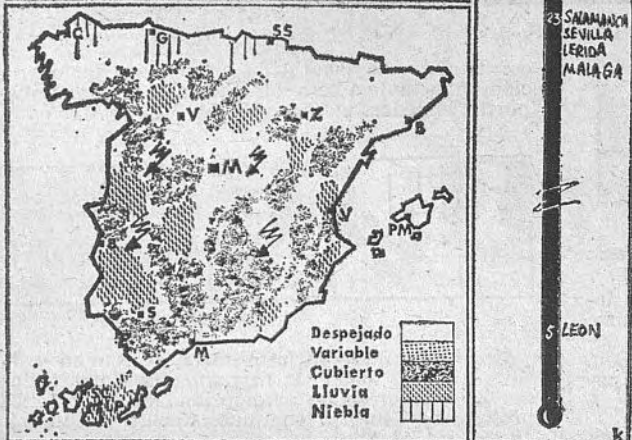 C
G
SS
V
Z
B
M
V
PM
B
S
M
Despejado
Variable
Cubierto
Lluvia
Niebla
23 SALAMANCA
SEVILLA
LERIDA
MALAGA
5 LEON
k